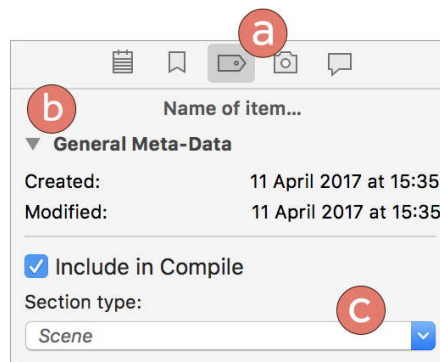 a
b
Name of item...
General Meta-Data
Created: 11 April 2017 at 15:35
Modified: 11 April 2017 at 15:35
Include in Compile
Section type:
c
Scene